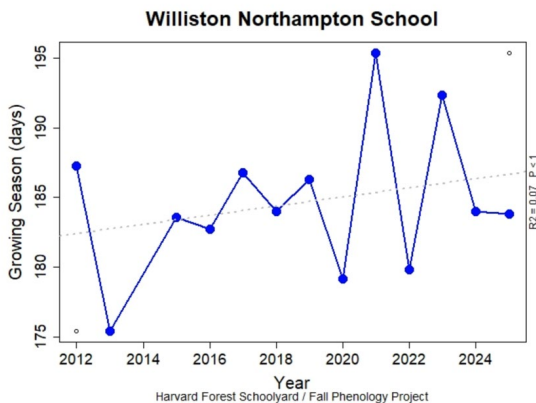 Williston Northampton School
Growing Season (days)
195
190
185
180
175
2012
2014
2016
2018
2020
2022
2024
Year
Harvard Forest Schoolyard / Fall Phenology Project
R2 = 0.07 P < 1